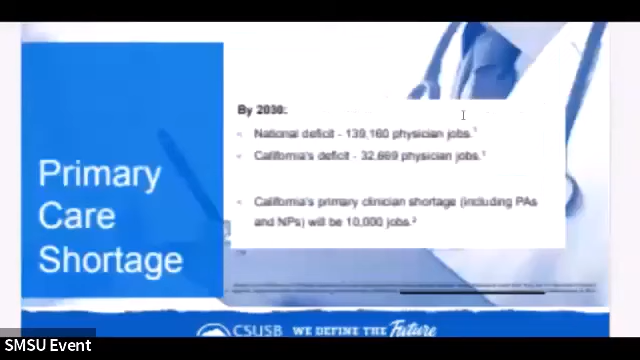 Primary
Care
Shortage
By 2030:
- National deficit - 139,160 physician jobs.¹
- California's deficit - 32,669 physician jobs.¹
- California's primary clinician shortage (including PAs
and NPs) will be 10,000 jobs.²
CSUSB WE DEFINE THE Future
SMSU Event